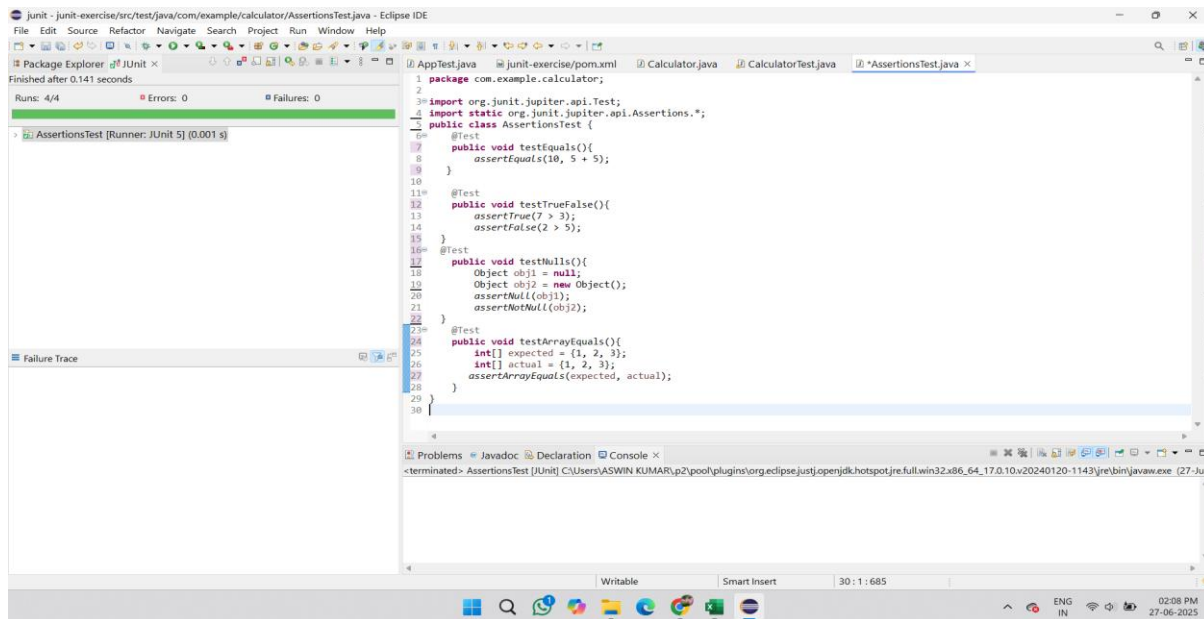 junit - junit-exercise/src/test/java/com/example/calculator/AssertionsTest.java - Eclipse IDE
File Edit Source Refactor Navigate Search Project Run Window Help
Package Explorer JUnit ×
Finished after 0.141 seconds
Runs: 4/4 Errors: 0 Failures: 0
AssertionsTest [Runner: JUnit 5] (0.001 s)
Failure Trace
AppTest.java junit-exercise/pom.xml Calculator.java CalculatorTest.java *AssertionsTest.java ×
1 package com.example.calculator;
2
3 import org.junit.jupiter.api.Test;
4 import static org.junit.jupiter.api.Assertions.*;
5 public class AssertionsTest {
6 @Test
7 public void testEquals(){
8 assertEquals(10, 5 + 5);
9 }
10
11 @Test
12 public void testTrueFalse(){
13 assertTrue(7 > 3);
14 assertFalse(2 > 5);
15 }
16 @Test
17 public void testNulls(){
18 Object obj1 = null;
19 Object obj2 = new Object();
20 assertNull(obj1);
21 assertNotNull(obj2);
22 }
23 @Test
24 public void testArrayEquals(){
25 int[] expected = {1, 2, 3};
26 int[] actual = {1, 2, 3};
27 assertArrayEquals(expected, actual);
28 }
29 }
30
Problems Javadoc Declaration Console ×
<terminated> AssertionsTest [JUnit] C:\Users\ASWIN KUMAR\.p2\pool\plugins\org.eclipse.justj.openjdk.hotspot.jre.full.win32.x86_64_17.0.10.v20240120-1143\jre\bin\javaw.exe (27-Ju
Writable Smart Insert 30 : 1 : 685
ENG
IN
02:08 PM
27-06-2025